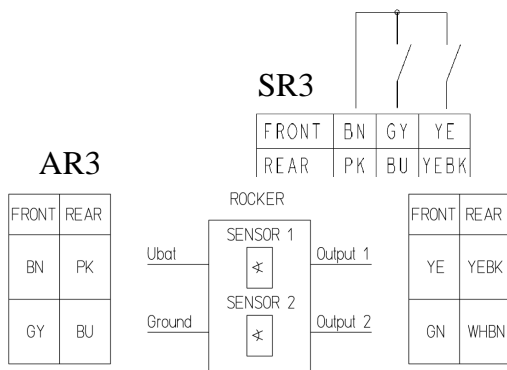 SR3
FRONT BN GY YE
REAR PK BU YEBK
AR3
FRONT REAR
BN PK
GY BU
ROCKER
SENSOR 1
SENSOR 2
Ubat
Ground
Output 1
Output 2
FRONT REAR
YE YEBK
GN WHBN